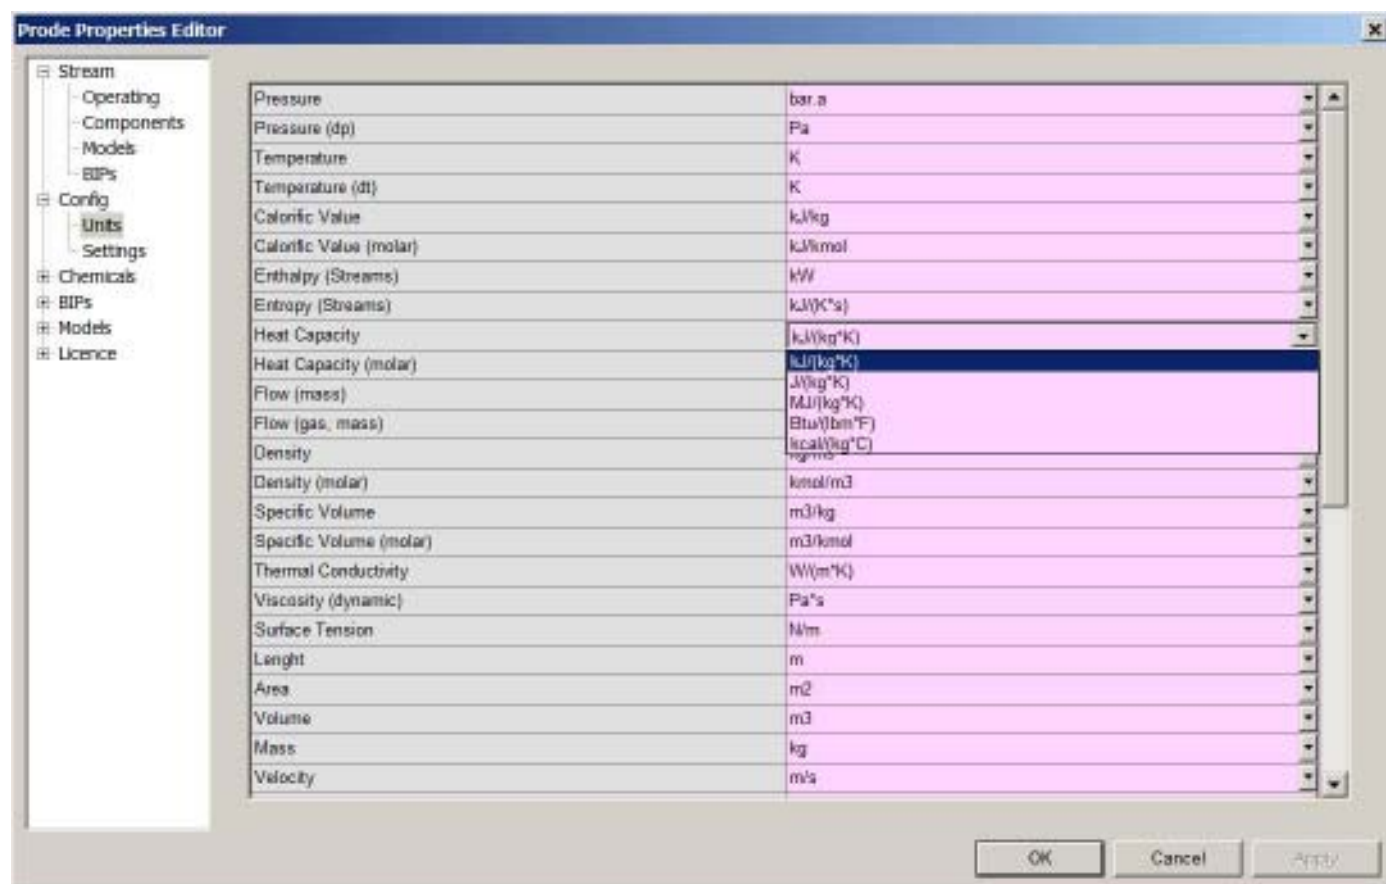 Prode Properties Editor
Stream
Operating
Components
Models
BIPs
Config
Units
Settings
Chemicals
BIPs
Models
Licence
Pressure bar.a
Pressure (dp) Pa
Temperature K
Temperature (dt) K
Calorific Value kJ/kg
Calorific Value (molar) kJ/kmol
Enthalpy (Streams) kW
Entropy (Streams) kJ/(K*s)
Heat Capacity kJ/(kg*K)
Heat Capacity (molar) kJ/(kg*K)
J/(kg*K)
Flow (mass) MJ/(kg*K)
Flow (gas, mass) Btu/(lbm*F)
kcal/(kg*C)
Density
Density (molar) kmol/m3
Specific Volume m3/kg
Specific Volume (molar) m3/kmol
Thermal Conductivity W/(m*K)
Viscosity (dynamic) Pa*s
Surface Tension N/m
Lenght m
Area m2
Volume m3
Mass kg
Velocity m/s
OK Cancel Apply